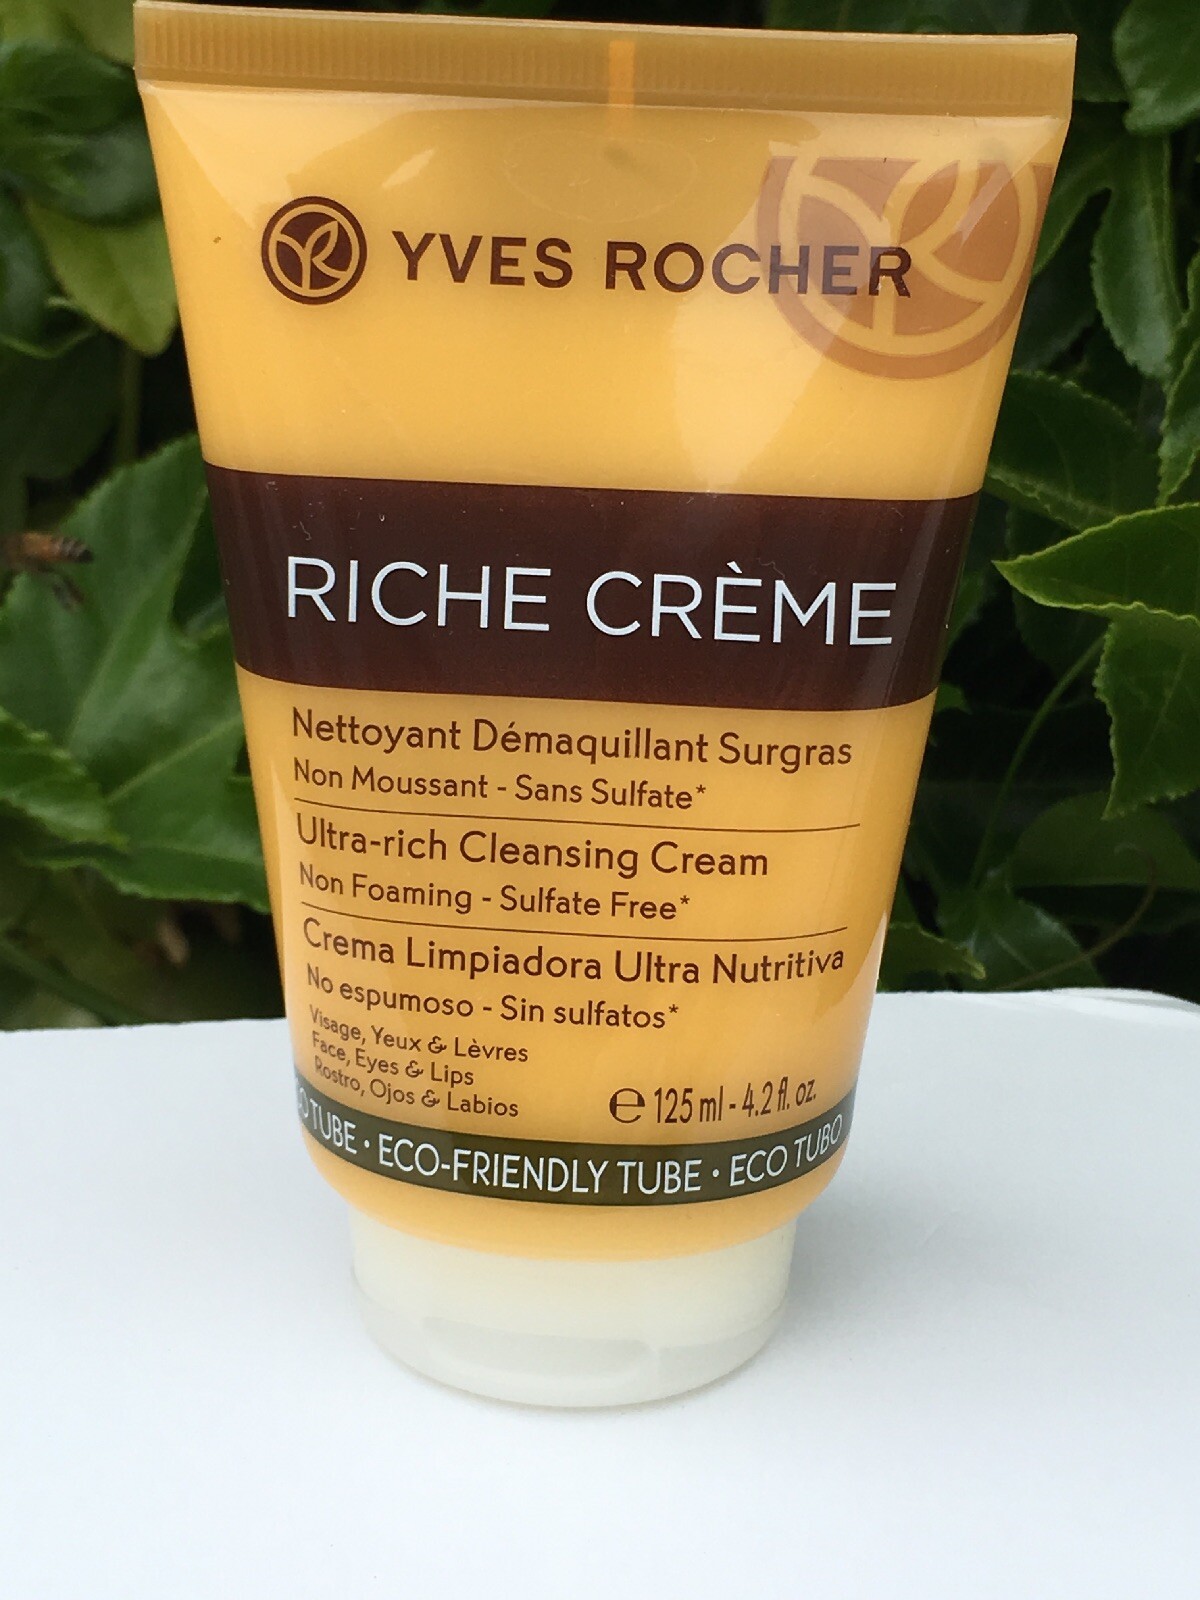 YVES ROCHER
RICHE CRÈME
Nettoyant Démaquillant Surgras
Non Moussant - Sans Sulfate*
Ultra-rich Cleansing Cream
Non Foaming - Sulfate Free*
Crema Limpiadora Ultra Nutritiva
No espumoso - Sin sulfatos*
Visage, Yeux & Lèvres
Face, Eyes & Lips
Rostro, Ojos & Labios
℮ 125 ml - 4.2 fl. oz.
TUBE • ECO-FRIENDLY TUBE • ECO TUBO